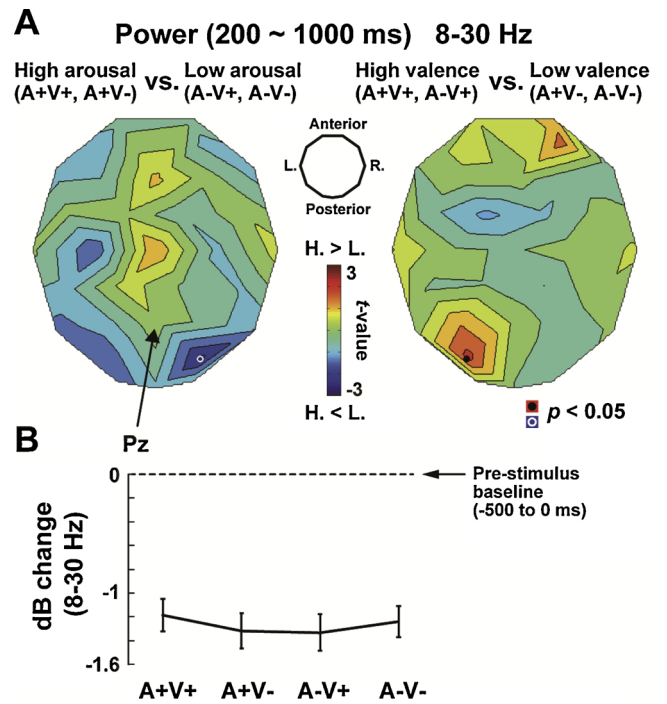 A
Power (200 ~ 1000 ms) 8-30 Hz
High arousal
(A+V+, A+V-)
vs.
Low arousal
(A-V+, A-V-)
High valence
(A+V+, A-V+)
vs.
Low valence
(A+V-, A-V-)
Anterior
L.
R.
Posterior
H. > L.
3
t-value
-3
H. < L.
p < 0.05
Pz
B
0
-1
-1.6
dB change
(8-30 Hz)
Pre-stimulus
baseline
(-500 to 0 ms)
A+V+ A+V- A-V+ A-V-